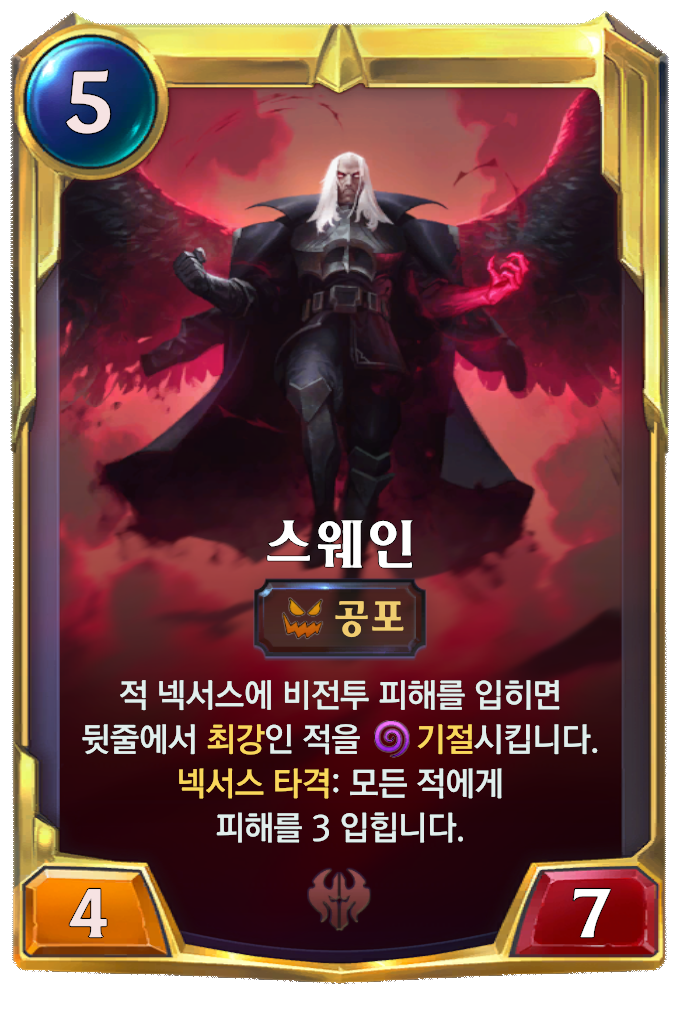 5
스웨인
공포
적 넥서스에 비전투 피해를 입히면
뒷줄에서 최강인 적을 기절시킵니다.
넥서스 타격: 모든 적에게
피해를 3 입힙니다.
4
7